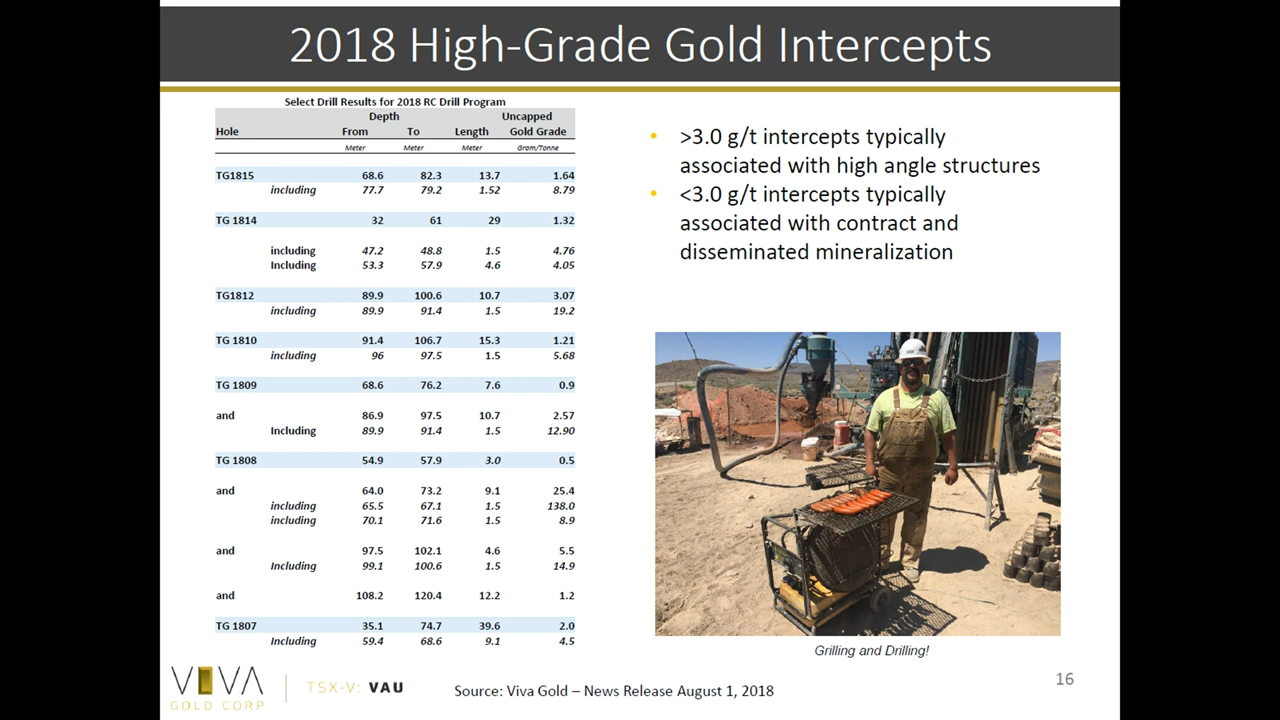 2018 High-Grade Gold Intercepts
Select Drill Results for 2018 RC Drill Program
Depth Uncapped
Hole From To Length Gold Grade
Meter Meter Meter Gram/Tonne
TG1815 68.6 82.3 13.7 1.64
including 77.7 79.2 1.52 8.79
TG 1814 32 61 29 1.32
including 47.2 48.8 1.5 4.76
Including 53.3 57.9 4.6 4.05
TG1812 89.9 100.6 10.7 3.07
including 89.9 91.4 1.5 19.2
TG 1810 91.4 106.7 15.3 1.21
including 96 97.5 1.5 5.68
TG 1809 68.6 76.2 7.6 0.9
and 86.9 97.5 10.7 2.57
Including 89.9 91.4 1.5 12.90
TG 1808 54.9 57.9 3.0 0.5
and 64.0 73.2 9.1 25.4
including 65.5 67.1 1.5 138.0
including 70.1 71.6 1.5 8.9
and 97.5 102.1 4.6 5.5
Including 99.1 100.6 1.5 14.9
and 108.2 120.4 12.2 1.2
TG 1807 35.1 74.7 39.6 2.0
Including 59.4 68.6 9.1 4.5
• >3.0 g/t intercepts typically
associated with high angle structures
• <3.0 g/t intercepts typically
associated with contract and
disseminated mineralization
Grilling and Drilling!
VIVA
GOLD CORP
TSX-V: VAU
Source: Viva Gold – News Release August 1, 2018
16